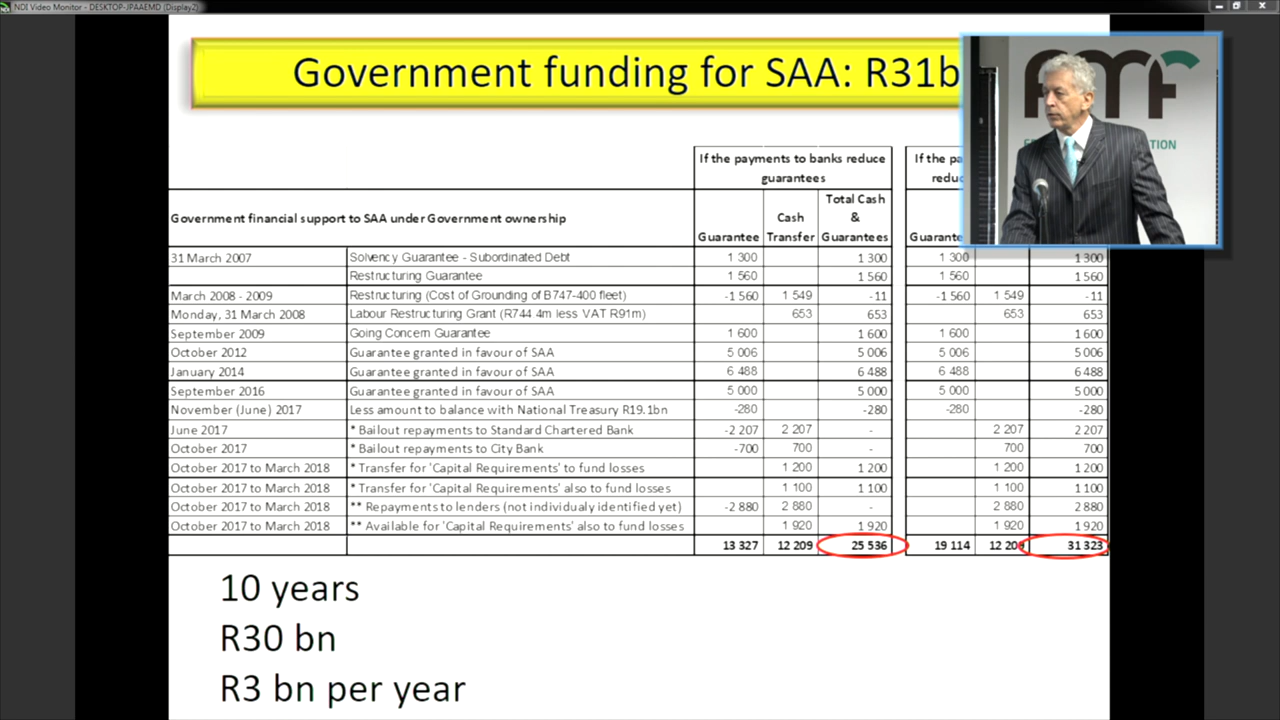 NDI Video Monitor - DESKTOP-JPAAEMD (Display2)
Government funding for SAA: R31b
If the payments to banks reduce guarantees
If the pa
reduc
Government financial support to SAA under Government ownership
Guarantee
Cash Transfer
Total Cash & Guarantees
Guarante
31 March 2007 Solvency Guarantee - Subordinated Debt 1 300 1 300 1 300 1 300
Restructuring Guarantee 1 560 1 560 1 560 1 560
March 2008 - 2009 Restructuring (Cost of Grounding of B747-400 fleet) -1 560 1 549 -11 -1 560 1 549 -11
Monday, 31 March 2008 Labour Restructuring Grant (R744 4m less VAT R91m) 653 653 653 653
September 2009 Going Concern Guarantee 1 600 1 600 1 600 1 600
October 2012 Guarantee granted in favour of SAA 5 006 5 006 5 006 5 006
January 2014 Guarantee granted in favour of SAA 6 488 6 488 6 488 6 488
September 2016 Guarantee granted in favour of SAA 5 000 5 000 5 000 5 000
November (June) 2017 Less amount to balance with National Treasury R19.1bn -280 -280 -280 -280
June 2017 * Bailout repayments to Standard Chartered Bank -2 207 2 207 - 2 207 2 207
October 2017 * Bailout repayments to City Bank -700 700 - 700 700
October 2017 to March 2018 * Transfer for 'Capital Requirements' to fund losses 1 200 1 200 1 200 1 200
October 2017 to March 2018 * Transfer for 'Capital Requirements' also to fund losses 1 100 1 100 1 100 1 100
October 2017 to March 2018 ** Repayments to lenders (not individualy identified yet) -2 880 2 880 - 2 880 2 880
October 2017 to March 2018 ** Available for 'Capital Requirements' also to fund losses 1 920 1 920 1 920 1 920
13 327 12 209 25 536 19 114 12 209 31 323
10 years
R30 bn
R3 bn per year